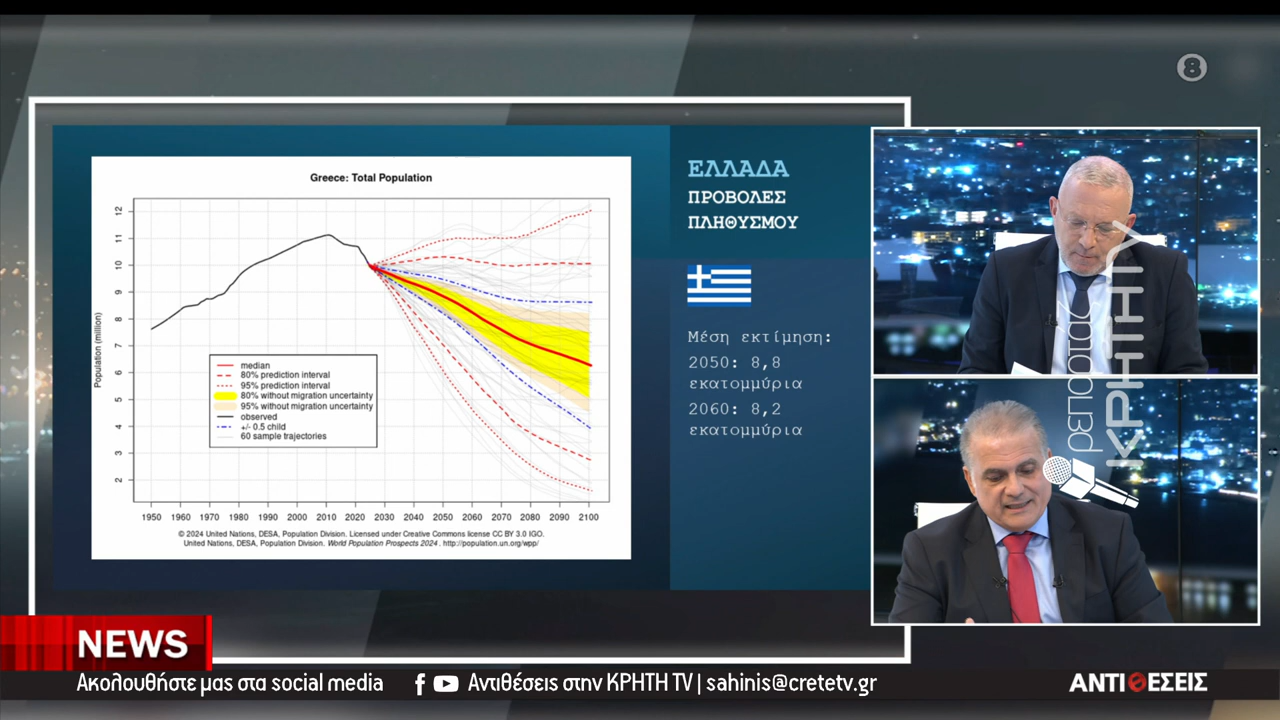 8
Greece: Total Population
12
11
10
9
8
7
6
5
4
3
2
Population (million)
median
80% prediction interval
95% prediction interval
80% without migration uncertainty
95% without migration uncertainty
observed
+/- 0.5 child
60 sample trajectories
1950 1960 1970 1980 1990 2000 2010 2020 2030 2040 2050 2060 2070 2080 2090 2100
© 2024 United Nations, DESA, Population Division. Licensed under Creative Commons license CC BY 3.0 IGO.
United Nations, DESA, Population Division. World Population Prospects 2024. http://population.un.org/wpp/
ΕΛΛΑΔΑ
ΠΡΟΒΟΛΕΣ
ΠΛΗΘΥΣΜΟΥ
Μέση εκτίμηση:
2050: 8,8
εκατομμύρια
2060: 8,2
εκατομμύρια
ρεπορτάζ
ΚΡΗΤΗ TV
NEWS
Ακολουθήστε μας στα social media
Αντιθέσεις στην ΚΡΗΤΗ TV | sahinis@cretetv.gr
ΑΝΤΙΘΕΣΕΙΣ